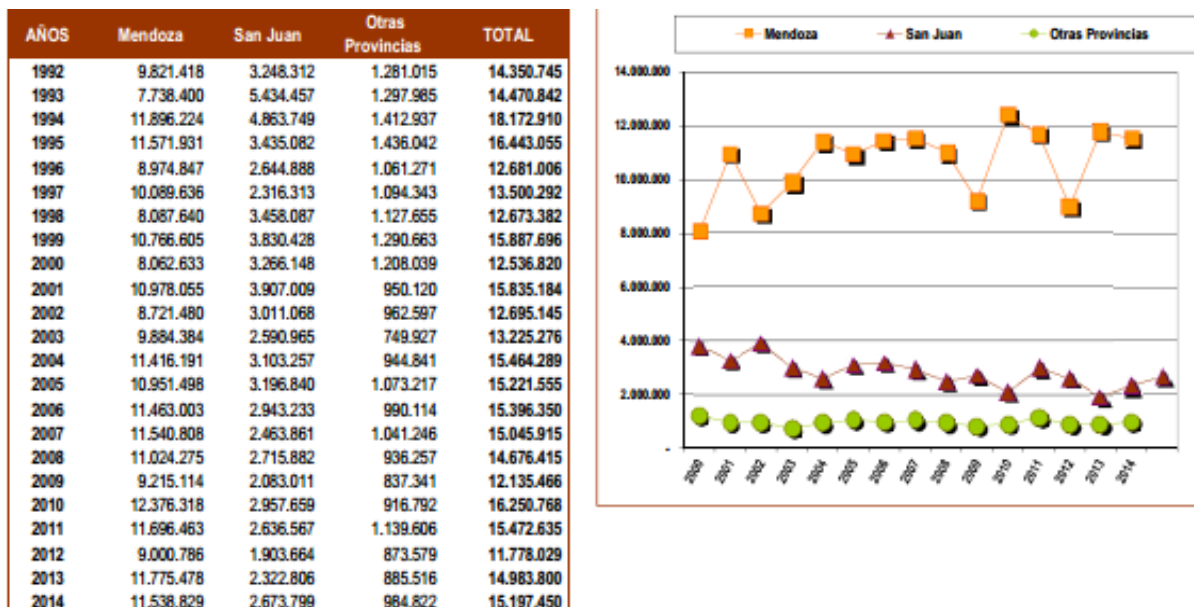 AÑOS Mendoza San Juan Otras Provincias TOTAL
1992 9.821.418 3.248.312 1.281.015 14.350.745
1993 7.738.400 5.434.457 1.297.985 14.470.842
1994 11.896.224 4.863.749 1.412.937 18.172.910
1995 11.571.931 3.435.082 1.436.042 16.443.055
1996 8.974.847 2.644.888 1.061.271 12.681.006
1997 10.089.636 2.316.313 1.094.343 13.500.292
1998 8.087.640 3.458.087 1.127.655 12.673.382
1999 10.766.605 3.830.428 1.290.663 15.887.696
2000 8.062.633 3.266.148 1.208.039 12.536.820
2001 10.978.055 3.907.009 950.120 15.835.184
2002 8.721.480 3.011.068 962.597 12.695.145
2003 9.884.384 2.590.965 749.927 13.225.276
2004 11.416.191 3.103.257 944.841 15.464.289
2005 10.951.498 3.196.840 1.073.217 15.221.555
2006 11.463.003 2.943.233 990.114 15.396.350
2007 11.540.808 2.463.861 1.041.246 15.045.915
2008 11.024.275 2.715.882 936.257 14.676.415
2009 9.215.114 2.083.011 837.341 12.135.466
2010 12.376.318 2.957.659 916.792 16.250.768
2011 11.696.463 2.636.567 1.139.606 15.472.635
2012 9.000.786 1.903.664 873.579 11.778.029
2013 11.775.478 2.322.806 885.516 14.983.800
2014 11.538.829 2.673.799 984.822 15.197.450
Mendoza San Juan Otras Provincias
14.000.000
12.000.000
10.000.000
8.000.000
6.000.000
4.000.000
2.000.000
-
2000 2001 2002 2003 2004 2005 2006 2007 2008 2009 2010 2011 2012 2013 2014